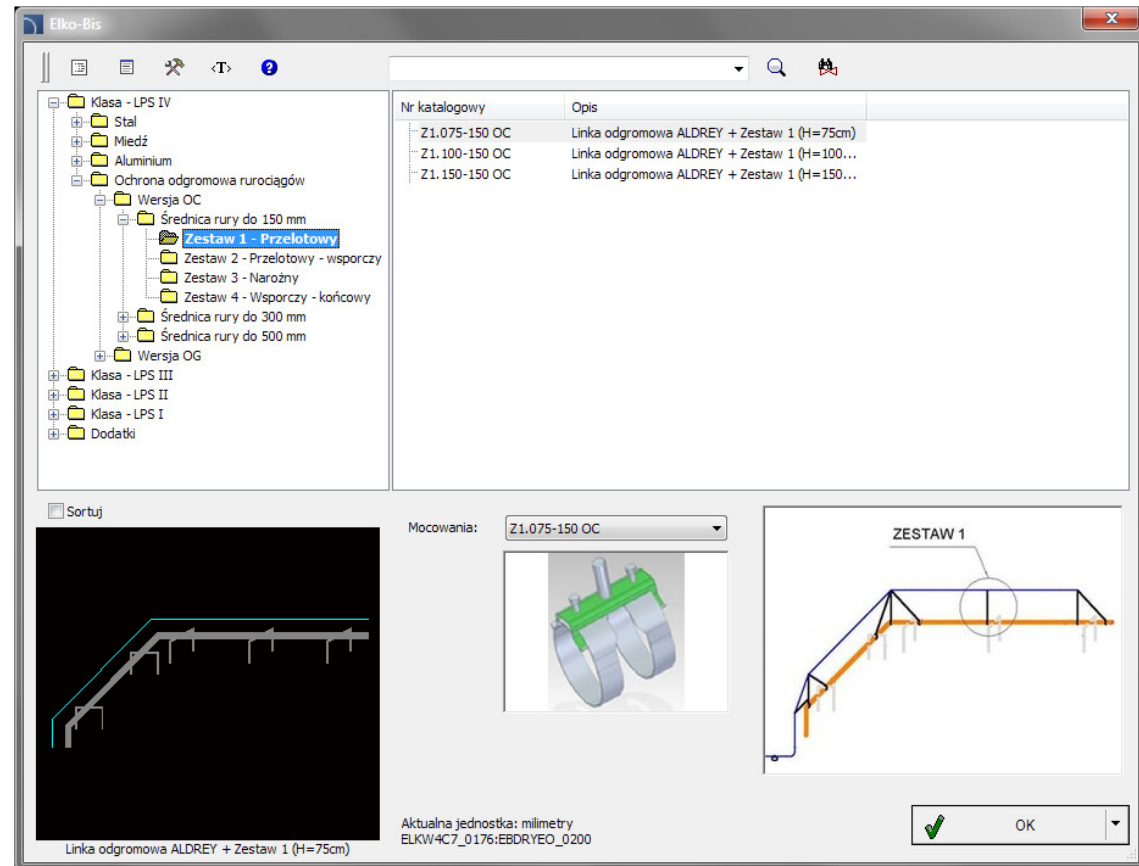 Elko-Bis
<T>
Klasa - LPS IV
Stal
Miedź
Aluminium
Ochrona odgromowa rurociągów
Wersja OC
Średnica rury do 150 mm
Zestaw 1 - Przelotowy
Zestaw 2 - Przelotowy - wsporczy
Zestaw 3 - Narożny
Zestaw 4 - Wsporczy - końcowy
Średnica rury do 300 mm
Średnica rury do 500 mm
Wersja OG
Klasa - LPS III
Klasa - LPS II
Klasa - LPS I
Dodatki
Nr katalogowy Opis
Z1.075-150 OC Linka odgromowa ALDREY + Zestaw 1 (H=75cm)
Z1.100-150 OC Linka odgromowa ALDREY + Zestaw 1 (H=100...
Z1.150-150 OC Linka odgromowa ALDREY + Zestaw 1 (H=150...
Sortuj
Linka odgromowa ALDREY + Zestaw 1 (H=75cm)
Mocowania: Z1.075-150 OC
ZESTAW 1
Aktualna jednostka: milimetry
ELKW4C7_0176:EBDRYEO_0200
OK